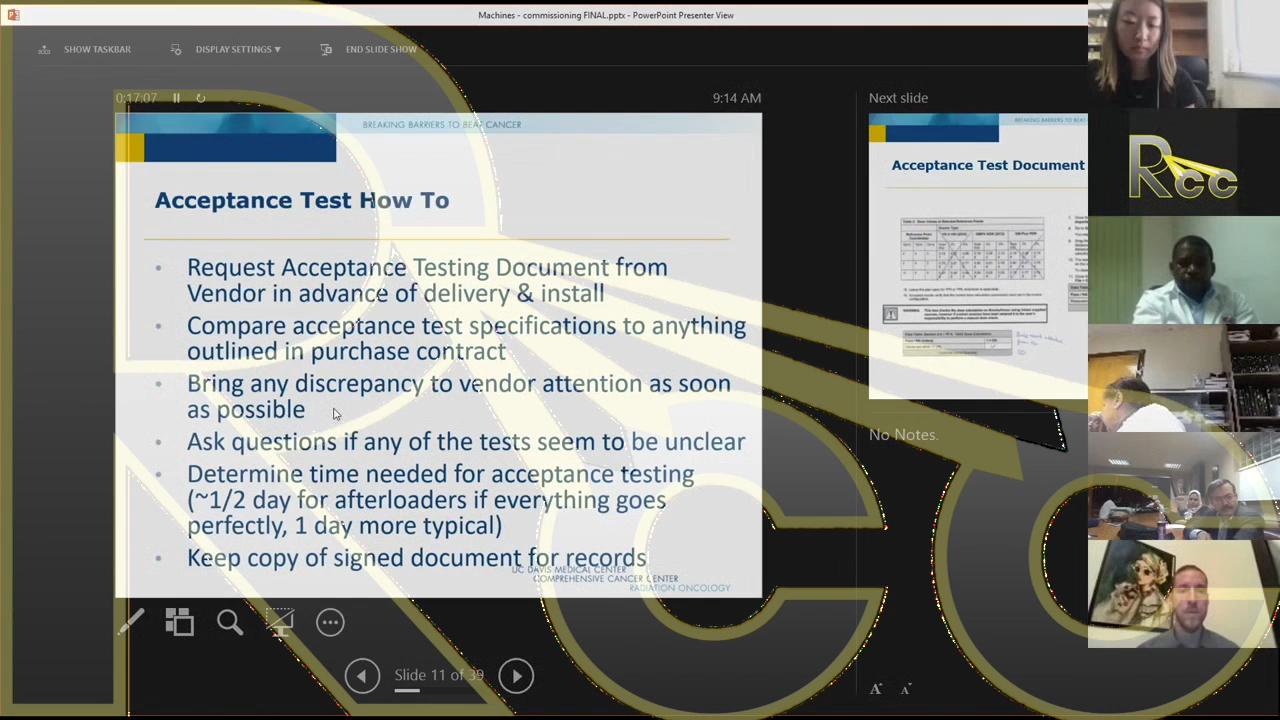 Machines - commissioning FINAL.pptx - PowerPoint Presenter View
SHOW TASKBAR
DISPLAY SETTINGS ▼
END SLIDE SHOW
0:17:07
9:14 AM
BREAKING BARRIERS TO BEAT CANCER
Acceptance Test How To
• Request Acceptance Testing Document from
Vendor in advance of delivery & install
• Compare acceptance test specifications to anything
outlined in purchase contract
• Bring any discrepancy to vendor attention as soon
as possible
• Ask questions if any of the tests seem to be unclear
• Determine time needed for acceptance testing
(~1/2 day for afterloaders if everything goes
perfectly, 1 day more typical)
• Keep copy of signed document for records
UC DAVIS MEDICAL CENTER
COMPREHENSIVE CANCER CENTER
RADIATION ONCOLOGY
Slide 11 of 39
Next slide
Acceptance Test Document
WARNING
No Notes.
Rcc